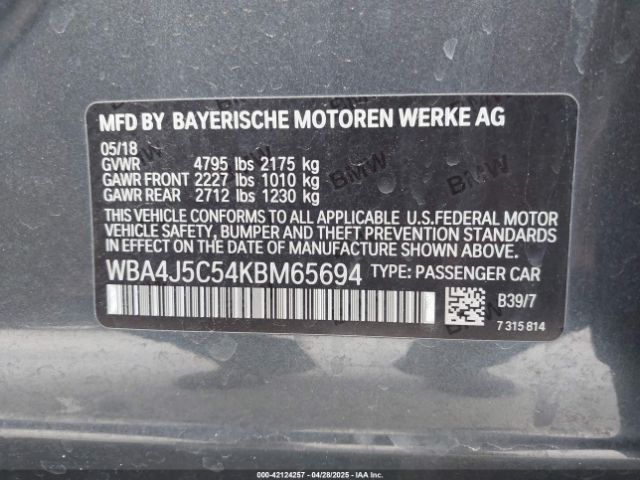 MFD BY BAYERISCHE MOTOREN WERKE AG
05/18
GVWR 4795 lbs 2175 kg
GAWR FRONT 2227 lbs 1010 kg
GAWR REAR 2712 lbs 1230 kg
THIS VEHICLE CONFORMS TO ALL APPLICABLE U.S.FEDERAL MOTOR
VEHICLE SAFETY, BUMPER AND THEFT PREVENTION STANDARDS
IN EFFECT ON THE DATE OF MANUFACTURE SHOWN ABOVE.
WBA4J5C54KBM65694 TYPE: PASSENGER CAR
B39/7
7 315 814
000-42124257 | 04/28/2025 | IAAI.COM